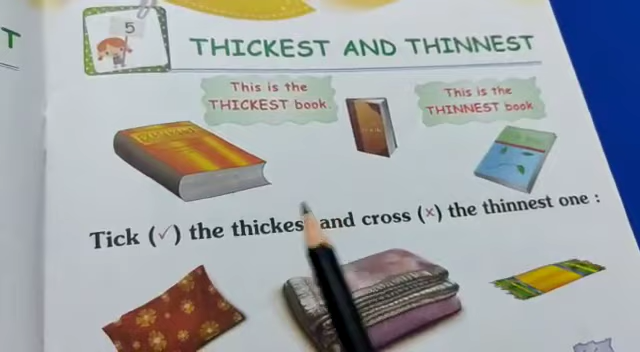 T
5
THICKEST AND THINNEST
This is the
THICKEST book.
This is the
THINNEST book
Tick (✓) the thickest and cross (×) the thinnest one :